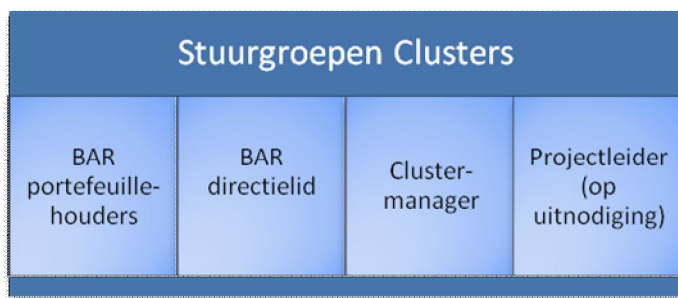 Stuurgroepen Clusters
BAR
portefeuille-
houders
BAR
directielid
Cluster-
manager
Projectleider
(op
uitnodiging)